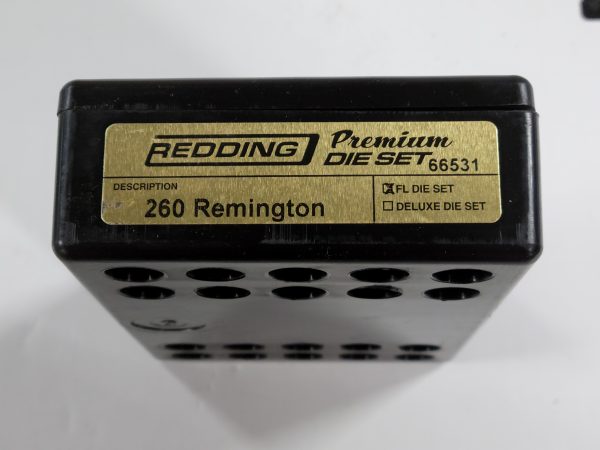 REDDING Premium
DIE SET 66531
DESCRIPTION
260 Remington
FL DIE SET
DELUXE DIE SET